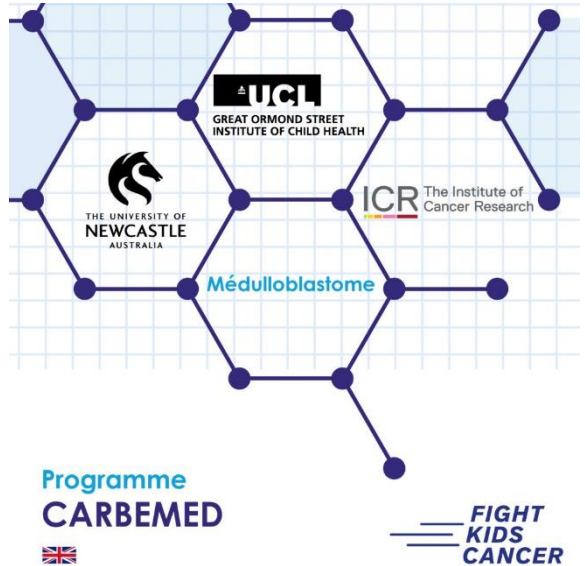 UCL
GREAT ORMOND STREET
INSTITUTE OF CHILD HEALTH
THE UNIVERSITY OF
NEWCASTLE
AUSTRALIA
ICR The Institute of
Cancer Research
Médulloblastome
Programme
CARBEMED
FIGHT
KIDS
CANCER